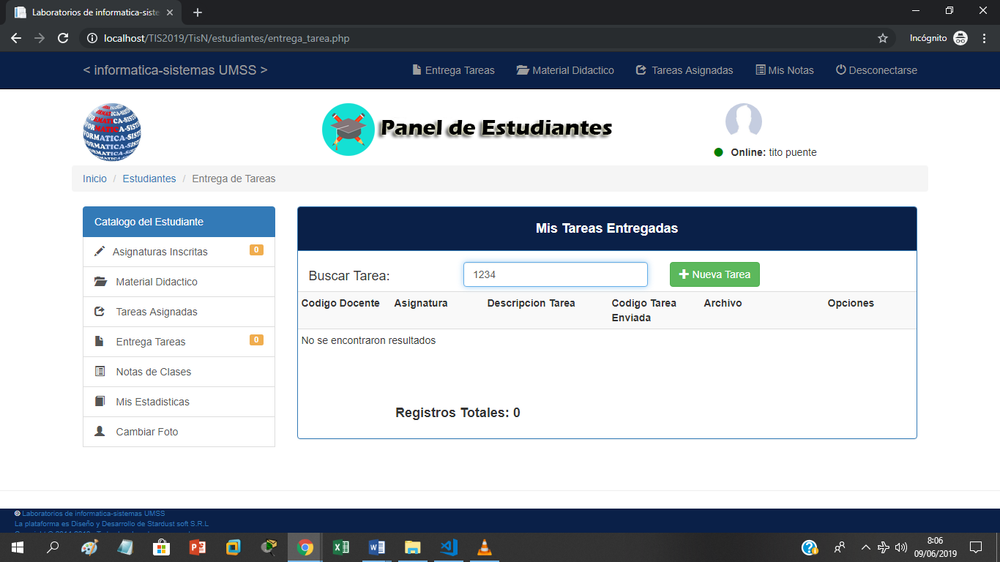 Laboratorios de informatica-siste
localhost/TIS2019/TisN/estudiantes/entrega_tarea.php
Incógnito
< informatica-sistemas UMSS >
Entrega Tareas
Material Didactico
Tareas Asignadas
Mis Notas
Desconectarse
Panel de Estudiantes
Online: tito puente
Inicio / Estudiantes / Entrega de Tareas
Catalogo del Estudiante
Asignaturas Inscritas 0
Material Didactico
Tareas Asignadas
Entrega Tareas 0
Notas de Clases
Mis Estadisticas
Cambiar Foto
Mis Tareas Entregadas
Buscar Tarea: 1234
Nueva Tarea
Codigo Docente
Asignatura
Descripcion Tarea
Codigo Tarea
Enviada
Archivo
Opciones
No se encontraron resultados
Registros Totales: 0
© Laboratorios de informatica-sistemas UMSS
La plataforma es Diseño y Desarrollo de Stardust soft S.R.L
8:06
09/06/2019